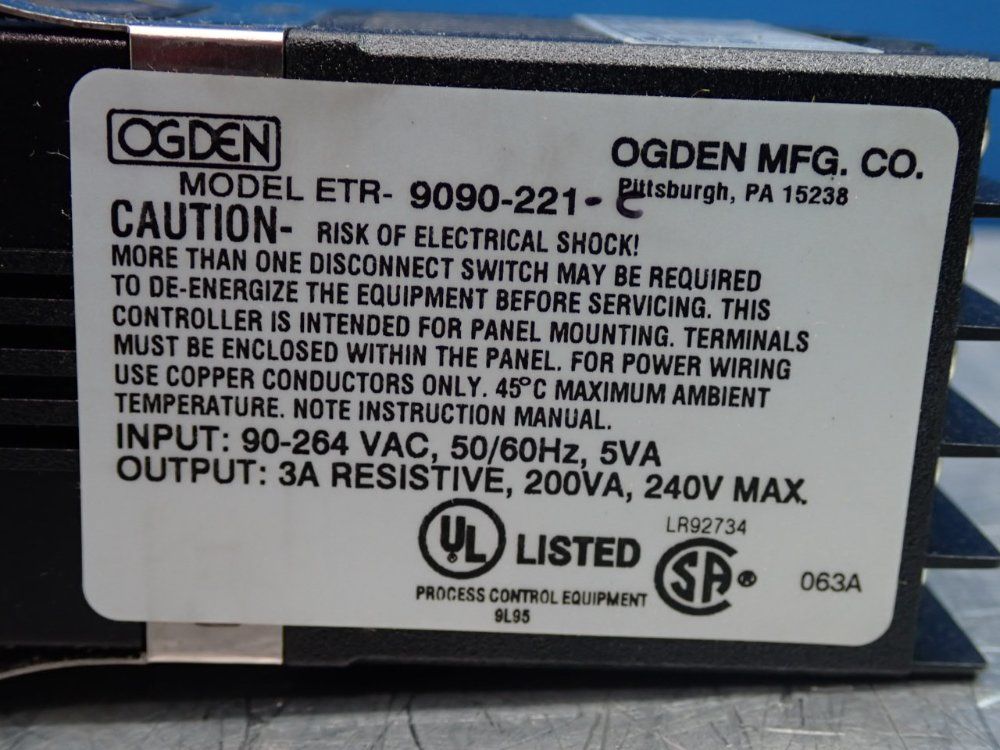 OGDEN
OGDEN MFG. CO.
Pittsburgh, PA 15238
MODEL ETR- 9090-221-C
CAUTION- RISK OF ELECTRICAL SHOCK!
MORE THAN ONE DISCONNECT SWITCH MAY BE REQUIRED
TO DE-ENERGIZE THE EQUIPMENT BEFORE SERVICING. THIS
CONTROLLER IS INTENDED FOR PANEL MOUNTING. TERMINALS
MUST BE ENCLOSED WITHIN THE PANEL. FOR POWER WIRING
USE COPPER CONDUCTORS ONLY. 45°C MAXIMUM AMBIENT
TEMPERATURE. NOTE INSTRUCTION MANUAL.
INPUT: 90-264 VAC, 50/60Hz, 5VA
OUTPUT: 3A RESISTIVE, 200VA, 240V MAX.
UL LISTED
PROCESS CONTROL EQUIPMENT
9L95
LR92734
SA ®
063A